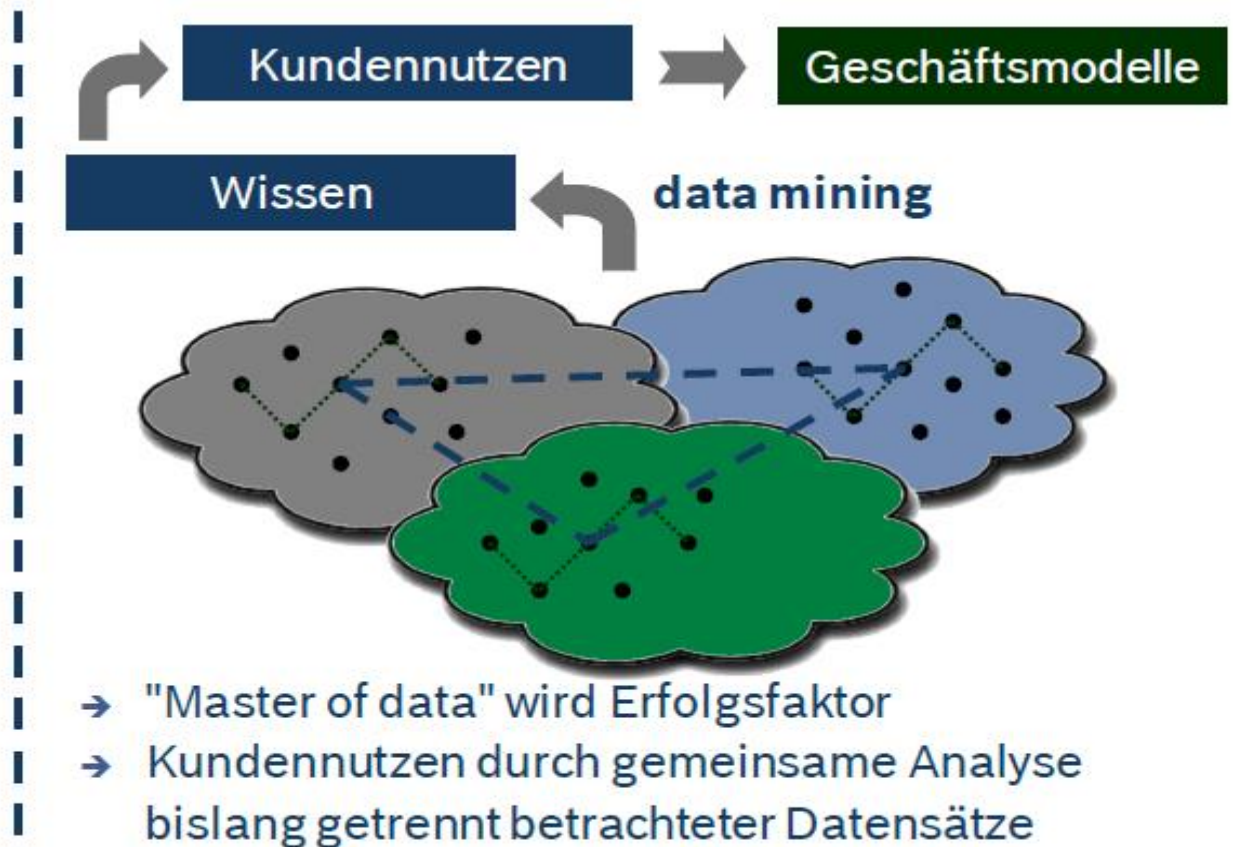 Kundennutzen
Geschäftsmodelle
Wissen
data mining
→ "Master of data" wird Erfolgsfaktor
→ Kundennutzen durch gemeinsame Analyse
bislang getrennt betrachteter Datensätze